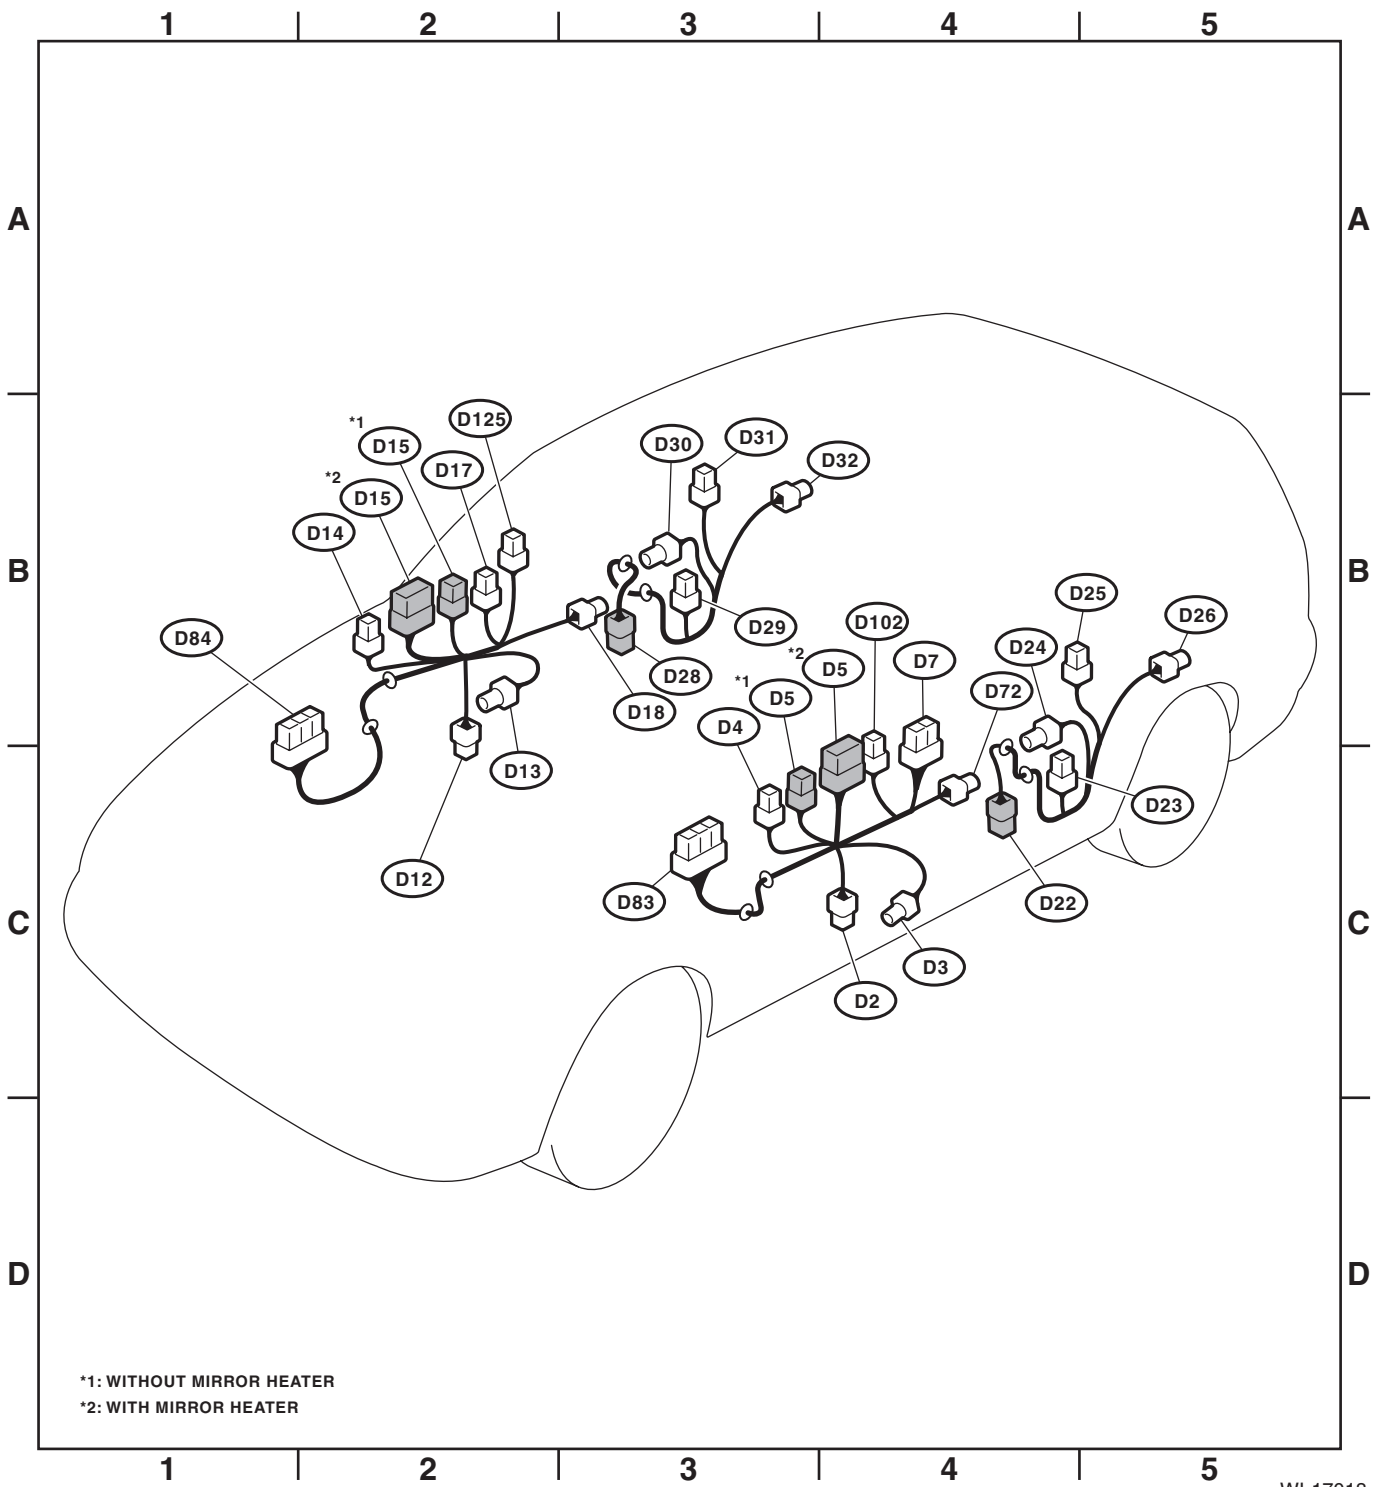 1 2 3 4 5
A A
D125
*1
D15
D30
D31
D32
D17
*2
D15
D14
B B
D25
D26
D84
D29
D102
D24
*2
D5
D7
D28
D72
*1
D5
D18
D4
D13
D23
D12
D83
D22
C C
D3
D2
D D
*1: WITHOUT MIRROR HEATER
*2: WITH MIRROR HEATER
1 2 3 4 5